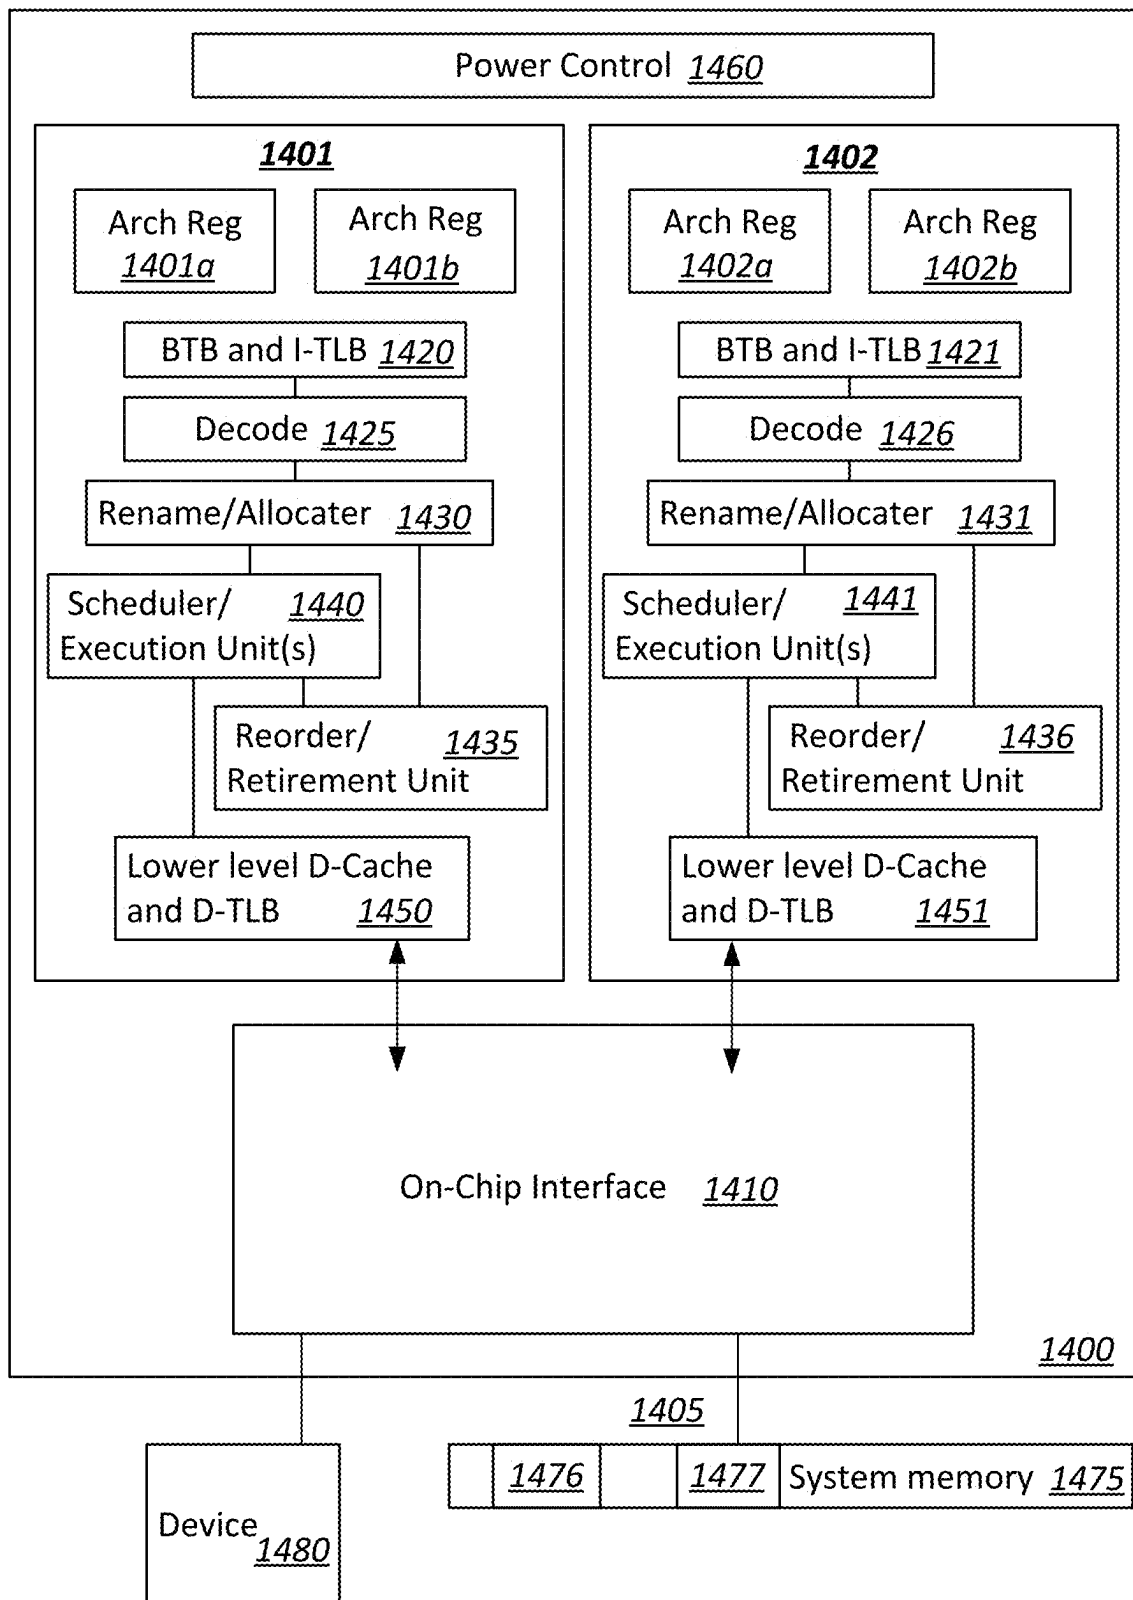 Power Control 1460
1401
Arch Reg
1401a
Arch Reg
1401b
BTB and I-TLB 1420
Decode 1425
Rename/Allocater 1430
Scheduler/ 1440
Execution Unit(s)
Reorder/ 1435
Retirement Unit
Lower level D-Cache
and D-TLB 1450
1402
Arch Reg
1402a
Arch Reg
1402b
BTB and I-TLB 1421
Decode 1426
Rename/Allocater 1431
Scheduler/ 1441
Execution Unit(s)
Reorder/ 1436
Retirement Unit
Lower level D-Cache
and D-TLB 1451
On-Chip Interface 1410
1400
1405
1476 1477 System memory 1475
Device 1480